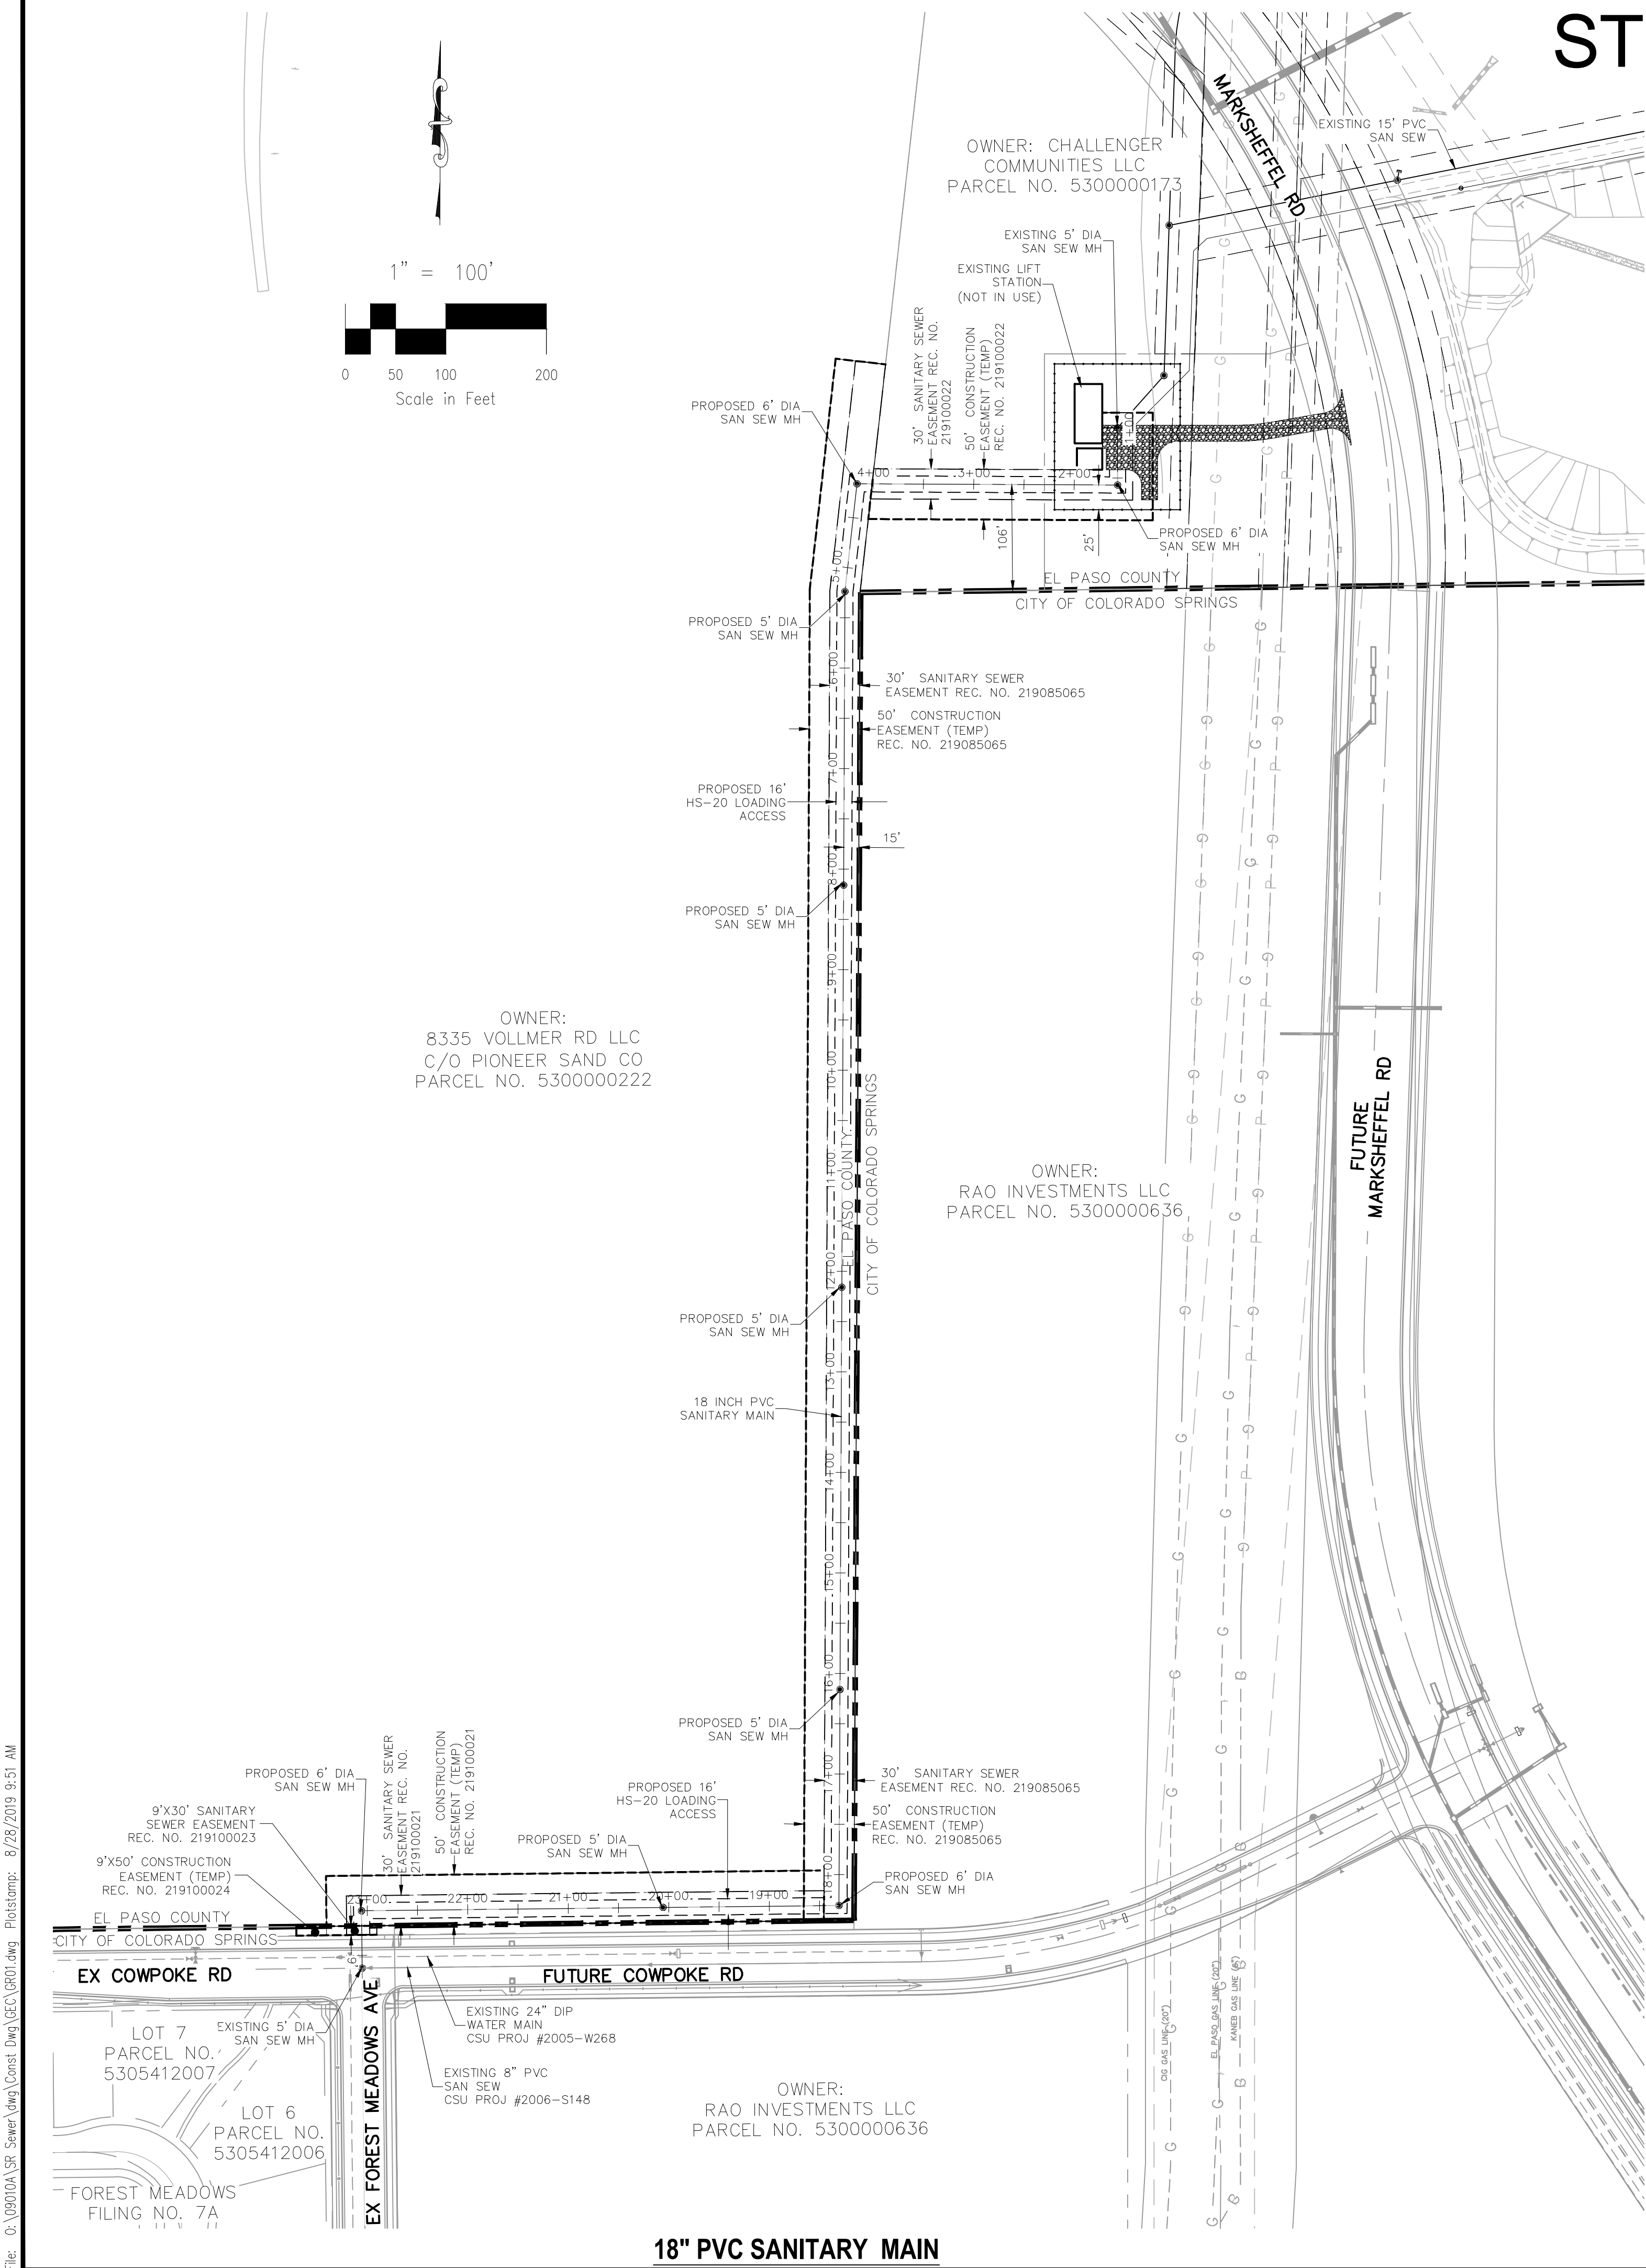 ST
1" = 100'
0 50 100 200
Scale in Feet
MARKSHEFFEL RD
EXISTING 15' PVC
SAN SEW
OWNER: CHALLENGER
COMMUNITIES LLC
PARCEL NO. 5300000173
EXISTING 5' DIA
SAN SEW MH
EXISTING LIFT
STATION
(NOT IN USE)
30' SANITARY SEWER
EASEMENT REC. NO.
219100022
50' CONSTRUCTION
EASEMENT (TEMP)
REC. NO. 219100022
PROPOSED 6' DIA
SAN SEW MH
1+00
2+00
3+00
4+00
106'
25'
PROPOSED 6' DIA
SAN SEW MH
EL PASO COUNTY
CITY OF COLORADO SPRINGS
5+00
PROPOSED 5' DIA
SAN SEW MH
6+00
30' SANITARY SEWER
EASEMENT REC. NO. 219085065
50' CONSTRUCTION
EASEMENT (TEMP)
REC. NO. 219085065
7+00
PROPOSED 16'
HS-20 LOADING
ACCESS
15'
8+00
PROPOSED 5' DIA
SAN SEW MH
9+00
OWNER:
8335 VOLLMER RD LLC
C/O PIONEER SAND CO
PARCEL NO. 5300000222
10+00
11+00
EL PASO COUNTY
CITY OF COLORADO SPRINGS
OWNER:
RAO INVESTMENTS LLC
PARCEL NO. 5300000636
FUTURE
MARKSHEFFEL RD
12+00
PROPOSED 5' DIA
SAN SEW MH
13+00
18 INCH PVC
SANITARY MAIN
14+00
15+00
16+00
PROPOSED 5' DIA
SAN SEW MH
17+00
30' SANITARY SEWER
EASEMENT REC. NO. 219085065
50' CONSTRUCTION
EASEMENT (TEMP)
REC. NO. 219085065
18+00
PROPOSED 6' DIA
SAN SEW MH
PROPOSED 6' DIA
SAN SEW MH
30' SANITARY SEWER
EASEMENT REC. NO.
219100021
50' CONSTRUCTION
EASEMENT (TEMP)
REC. NO. 219100021
PROPOSED 16'
HS-20 LOADING
ACCESS
9'X30' SANITARY
SEWER EASEMENT
REC. NO. 219100023
PROPOSED 5' DIA
SAN SEW MH
9'X50' CONSTRUCTION
EASEMENT (TEMP)
REC. NO. 219100024
23+00 22+00 21+00 20+00 19+00
EL PASO COUNTY
CITY OF COLORADO SPRINGS
EX COWPOKE RD
FUTURE COWPOKE RD
EX FOREST MEADOWS AVE
EXISTING 5' DIA
SAN SEW MH
EXISTING 24" DIP
WATER MAIN
CSU PROJ #2005-W268
EXISTING 8" PVC
SAN SEW
CSU PROJ #2006-S148
LOT 7
PARCEL NO.
5305412007
LOT 6
PARCEL NO.
5305412006
FOREST MEADOWS
FILING NO. 7A
OWNER:
RAO INVESTMENTS LLC
PARCEL NO. 5300000636
CIG GAS LINE (20")
EL PASO GAS LINE (20")
KANEB GAS LINE
18" PVC SANITARY MAIN
File: O:\09010A\SR Sewer\dwg\Const Dwg\GEC\GR01.dwg Plotstamp: 8/28/2019 9:51 AM